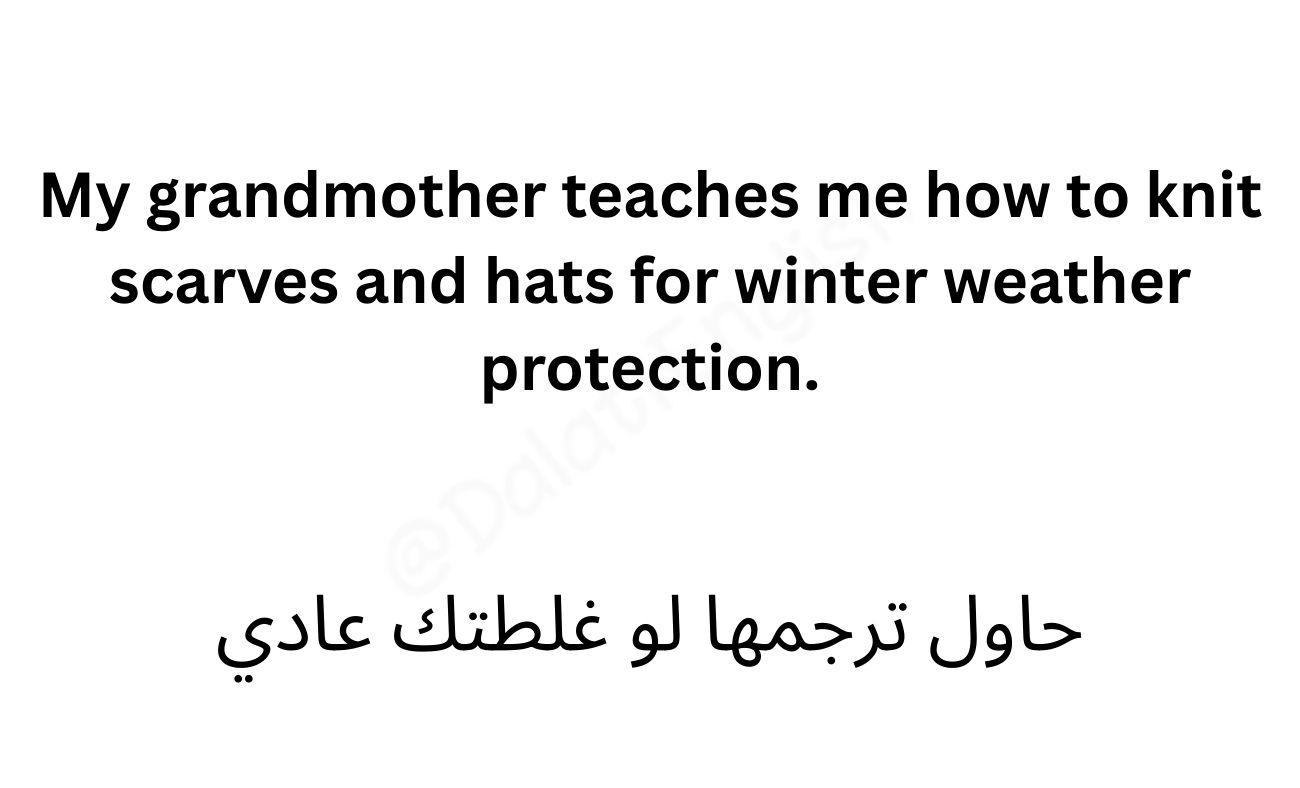 My grandmother teaches me how to knit
scarves and hats for winter weather
protection.
@DalatEnglish
حاول ترجمها لو غلطتك عادي